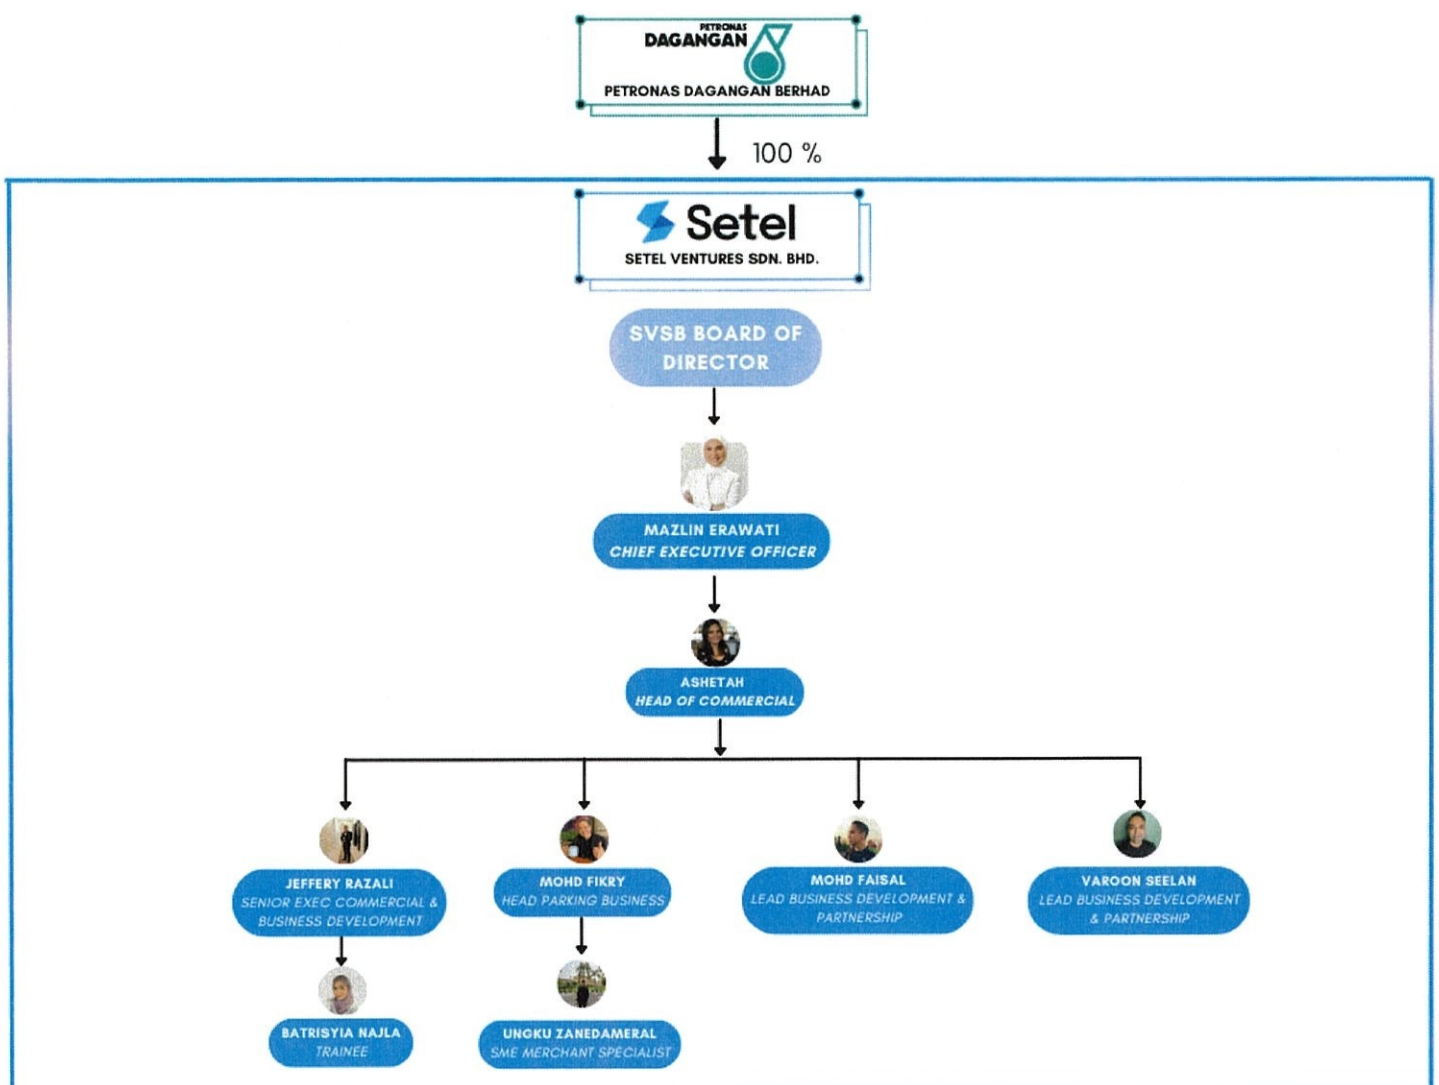 PETRONAS
DAGANGAN
PETRONAS DAGANGAN BERHAD
100 %
Setel
SETEL VENTURES SDN. BHD.
SVSB BOARD OF
DIRECTOR
MAZLIN ERAWATI
CHIEF EXECUTIVE OFFICER
ASHETAH
HEAD OF COMMERCIAL
JEFFERY RAZALI
SENIOR EXEC COMMERCIAL &
BUSINESS DEVELOPMENT
MOHD FIKRY
HEAD PARKING BUSINESS
MOHD FAISAL
LEAD BUSINESS DEVELOPMENT &
PARTNERSHIP
VAROON SEELAN
LEAD BUSINESS DEVELOPMENT
& PARTNERSHIP
BATRISYIA NAJLA
TRAINEE
UNGKU ZANEDAMERAL
SME MERCHANT SPECIALIST